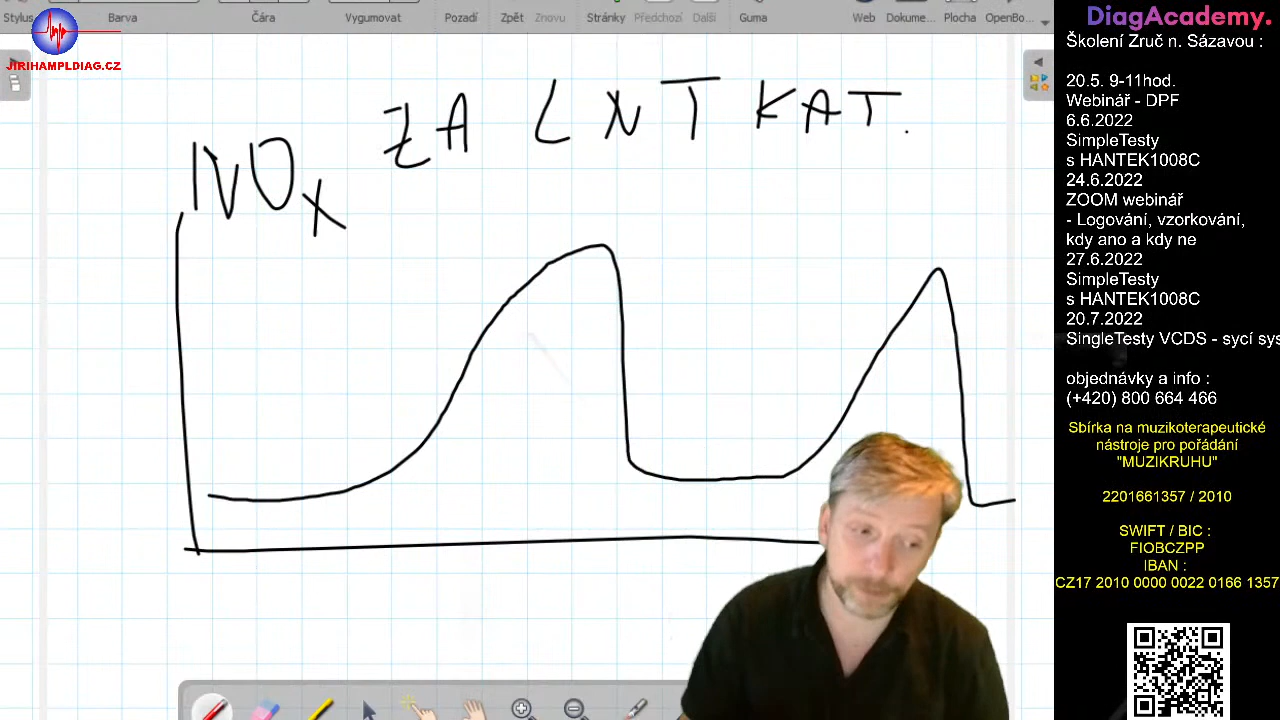 Stylus
Barva
Čára
Vygumovat
Pozadí
Zpět
Znovu
Stránky
Předchozí
Další
Guma
Web
Dokume...
Plocha
OpenBo...
JIRIHAMPLDIAG.CZ
ZA LNT KAT.
NOx
DiagAcademy.
Školení Zruč n. Sázavou :
20.5. 9-11hod.
Webinář - DPF
6.6.2022
SimpleTesty
s HANTEK1008C
24.6.2022
ZOOM webinář
- Logování, vzorkování,
kdy ano a kdy ne
27.6.2022
SimpleTesty
s HANTEK1008C
20.7.2022
SingleTesty VCDS - sycí sys
objednávky a info :
(+420) 800 664 466
Sbírka na muzikoterapeutické
nástroje pro pořádání
"MUZIKRUHU"
2201661357 / 2010
SWIFT / BIC :
FIOBCZPP
IBAN :
CZ17 2010 0000 0022 0166 1357